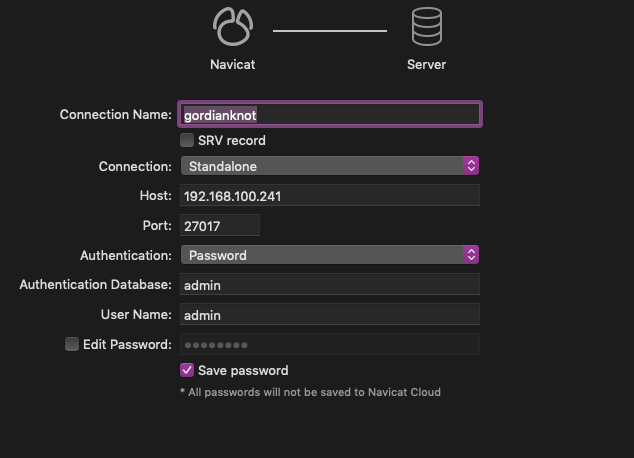 Navicat
Server
Connection Name: gordianknot
SRV record
Connection: Standalone
Host: 192.168.100.241
Port: 27017
Authentication: Password
Authentication Database: admin
User Name: admin
Edit Password: ●●●●●●●●
Save password
* All passwords will not be saved to Navicat Cloud